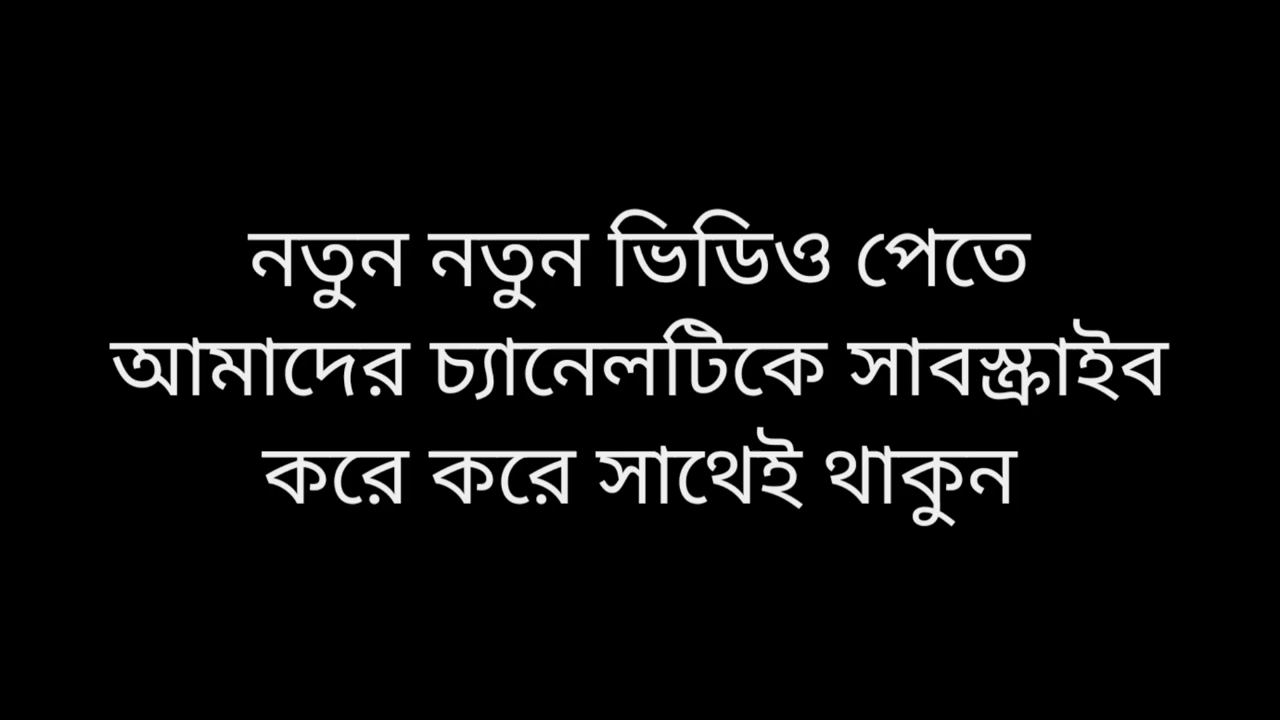 নতুন নতুন ভিডিও পেতে
আমাদের চ্যানেলটিকে সাবস্ক্রাইব
করে করে সাথেই থাকুন